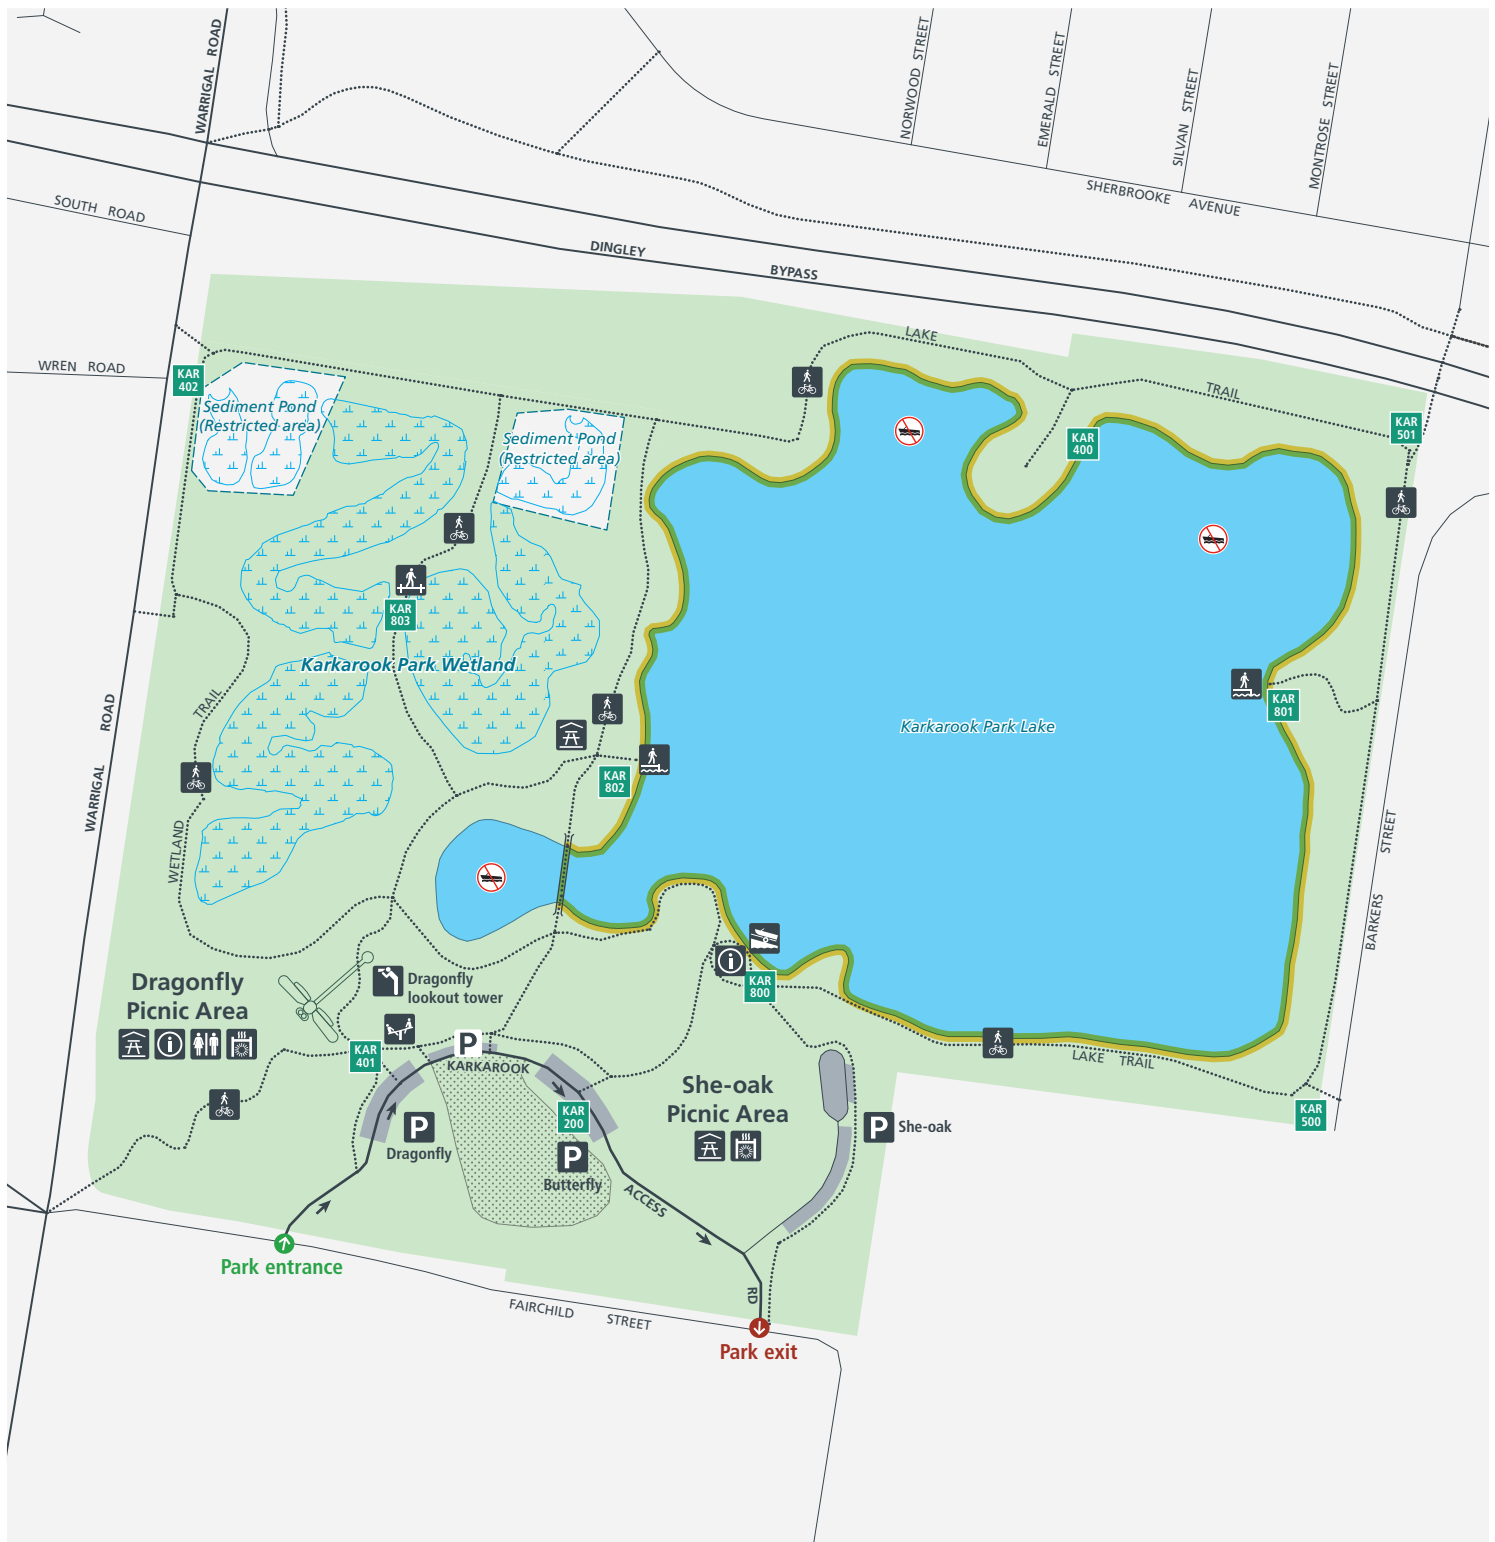 WARRIGAL ROAD
NORWOOD STREET
EMERALD STREET
SILVAN STREET
MONTROSE STREET
SHERBROOKE AVENUE
SOUTH ROAD
DINGLEY
BYPASS
WREN ROAD
LAKE
TRAIL
KAR
402
Sediment Pond
(Restricted area)
Sediment Pond
(Restricted area)
KAR
400
KAR
501
KAR
803
Karkarook Park Wetland
TRAIL
KAR
801
Karkarook Park Lake
WARRIGAL ROAD
KAR
802
WETLAND
BARKERS STREET
Dragonfly
Picnic Area
Dragonfly
lookout tower
KAR
800
KAR
401
P
KARKAROOK
LAKE TRAIL
She-oak
Picnic Area
KAR
200
KAR
500
P
Dragonfly
P
Butterfly
P
She-oak
ACCESS
RD
Park entrance
FAIRCHILD STREET
Park exit